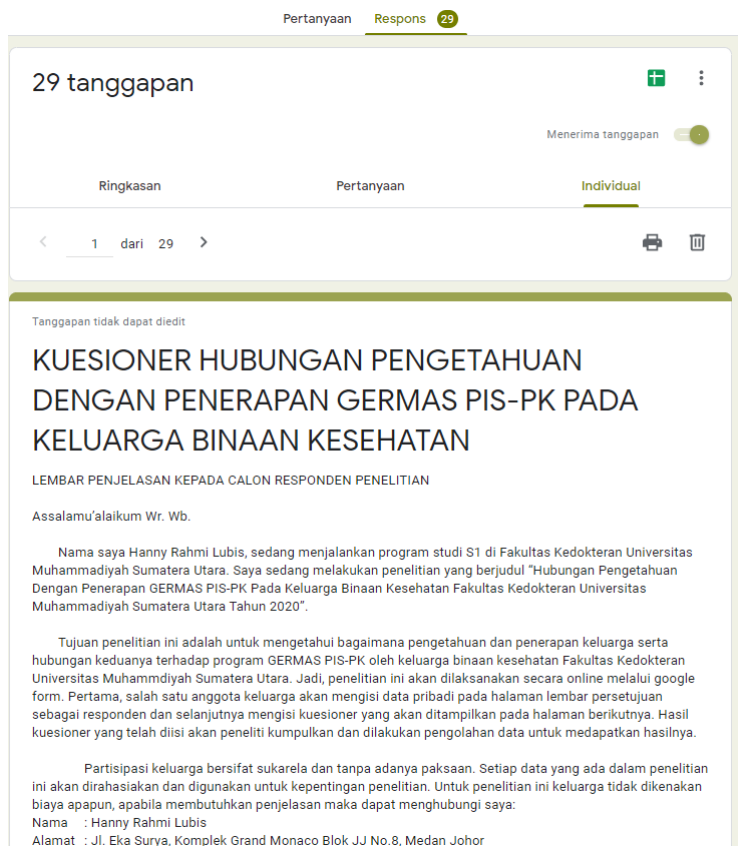 Pertanyaan Respons 29
29 tanggapan
Menerima tanggapan
Ringkasan Pertanyaan Individual
1 dari 29
Tanggapan tidak dapat diedit
KUESIONER HUBUNGAN PENGETAHUAN
DENGAN PENERAPAN GERMAS PIS-PK PADA
KELUARGA BINAAN KESEHATAN
LEMBAR PENJELASAN KEPADA CALON RESPONDEN PENELITIAN
Assalamu'alaikum Wr. Wb.
Nama saya Hanny Rahmi Lubis, sedang menjalankan program studi S1 di Fakultas Kedokteran Universitas
Muhammadiyah Sumatera Utara. Saya sedang melakukan penelitian yang berjudul “Hubungan Pengetahuan
Dengan Penerapan GERMAS PIS-PK Pada Keluarga Binaan Kesehatan Fakultas Kedokteran Universitas
Muhammadiyah Sumatera Utara Tahun 2020”.
Tujuan penelitian ini adalah untuk mengetahui bagaimana pengetahuan dan penerapan keluarga serta
hubungan keduanya terhadap program GERMAS PIS-PK oleh keluarga binaan kesehatan Fakultas Kedokteran
Universitas Muhammdiyah Sumatera Utara. Jadi, penelitian ini akan dilaksanakan secara online melalui google
form. Pertama, salah satu anggota keluarga akan mengisi data pribadi pada halaman lembar persetujuan
sebagai responden dan selanjutnya mengisi kuesioner yang akan ditampilkan pada halaman berikutnya. Hasil
kuesioner yang telah diisi akan peneliti kumpulkan dan dilakukan pengolahan data untuk medapatkan hasilnya.
Partisipasi keluarga bersifat sukarela dan tanpa adanya paksaan. Setiap data yang ada dalam penelitian
ini akan dirahasiakan dan digunakan untuk kepentingan penelitian. Untuk penelitian ini keluarga tidak dikenakan
biaya apapun, apabila membutuhkan penjelasan maka dapat menghubungi saya:
Nama : Hanny Rahmi Lubis
Alamat : Jl. Eka Surya, Komplek Grand Monaco Blok JJ No.8, Medan Johor